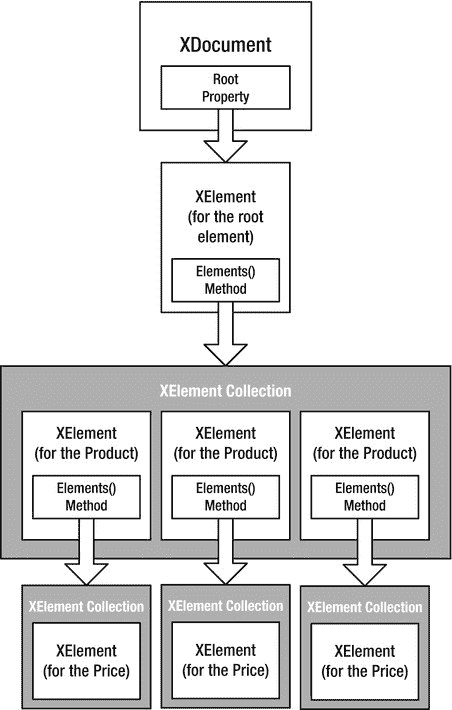 XDocument
Root
Property
XElement
(for the root
element)
Elements()
Method
XElement Collection
XElement
(for the Product)
Elements()
Method
XElement
(for the Product)
Elements()
Method
XElement
(for the Product)
Elements()
Method
XElement Collection
XElement
(for the Price)
XElement Collection
XElement
(for the Price)
XElement Collection
XElement
(for the Price)